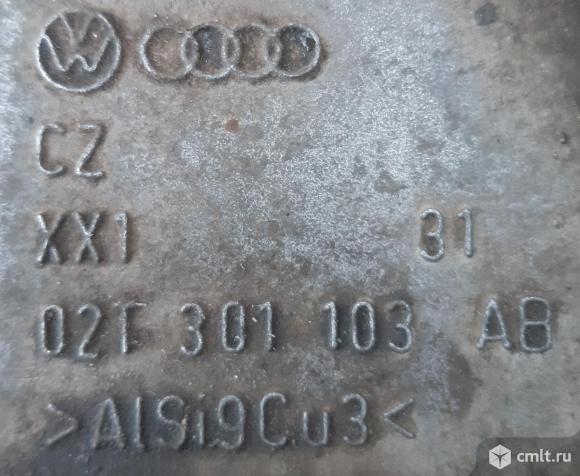 CZ
XX1 31
02T 301 103 AB
>AlSi9Cu3<
cmlt.ru